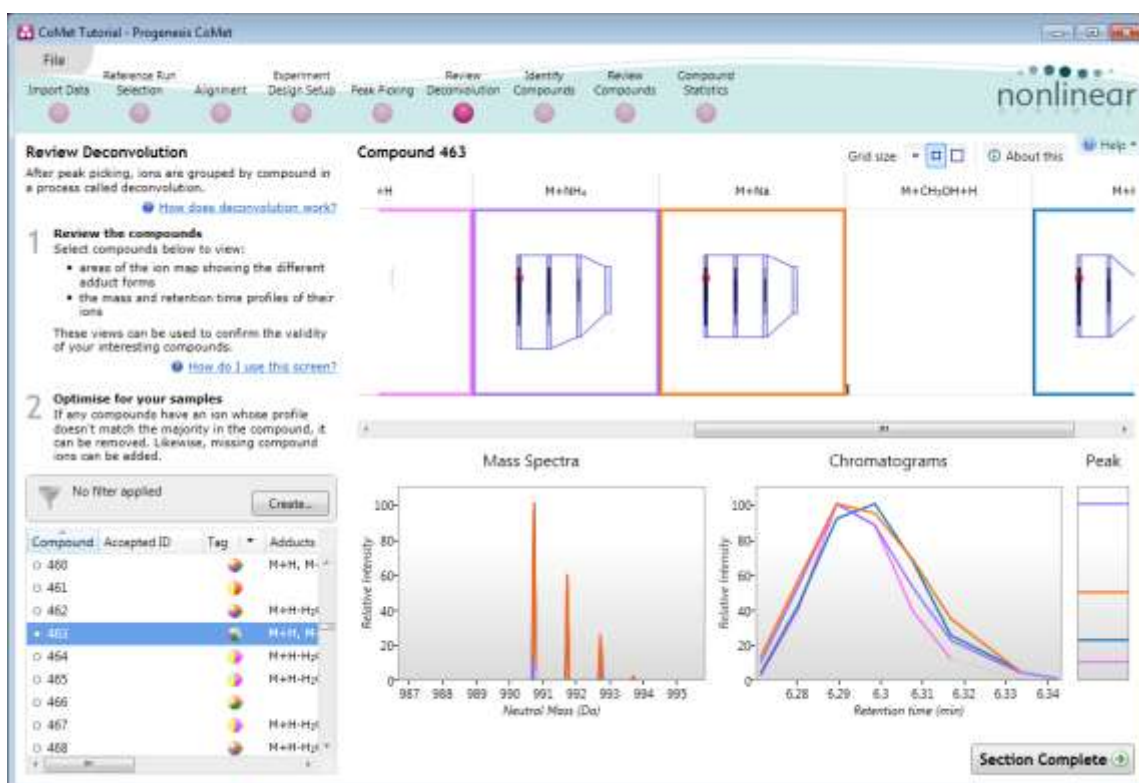 CoMet Tutorial - Progenesis CoMet
File
Import Data
Reference Run
Selection
Alignment
Experiment
Design Setup
Peak Picking
Review
Deconvolution
Identify
Compounds
Review
Compounds
Compound
Statistics
nonlinear
Help
Review Deconvolution
After peak picking, ions are grouped by compound in
a process called deconvolution.
How does deconvolution work?
1 Review the compounds
Select compounds below to view:
• areas of the ion map showing the different
adduct forms
• the mass and retention time profiles of their
ions
These views can be used to confirm the validity
of your interesting compounds.
How do I use this screen?
2 Optimise for your samples
If any compounds have an ion whose profile
doesn't match the majority in the compound, it
can be removed. Likewise, missing compound
ions can be added.
No filter applied
Create...
Compound Accepted ID Tag Adducts
460 M+H, M-
461
462 M+H-H₂
463 M+H, M-
464 M+H-H₂
465 M+H-H₂
466
467 M+H-H₂
468 M+H-H₂
Compound 463
Grid size:
About this
+H M+NH₄ M+Na M+CH₃OH+H
Mass Spectra
Relative Intensity
100
80
60
40
20
0
987 988 989 990 991 992 993 994 995
Neutral Mass (Da)
Chromatograms
Relative Intensity
100
80
60
40
20
0
6.28 6.29 6.3 6.31 6.32 6.33 6.34
Retention time (min)
Peak
Section Complete